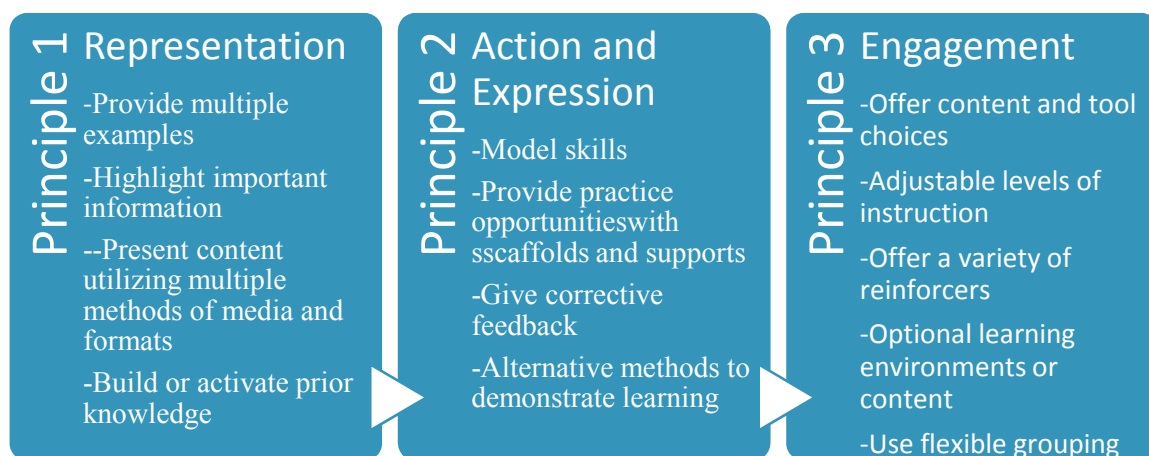 Principle 1
Representation
-Provide multiple
examples
-Highlight important
information
--Present content
utilizing multiple
methods of media and
formats
-Build or activate prior
knowledge
Principle 2
Action and
Expression
-Model skills
-Provide practice
opportunitieswith
sscaffolds and supports
-Give corrective
feedback
-Alternative methods to
demonstrate learning
Principle 3
Engagement
-Offer content and tool
choices
-Adjustable levels of
instruction
-Offer a variety of
reinforcers
-Optional learning
environments or
content
-Use flexible grouping